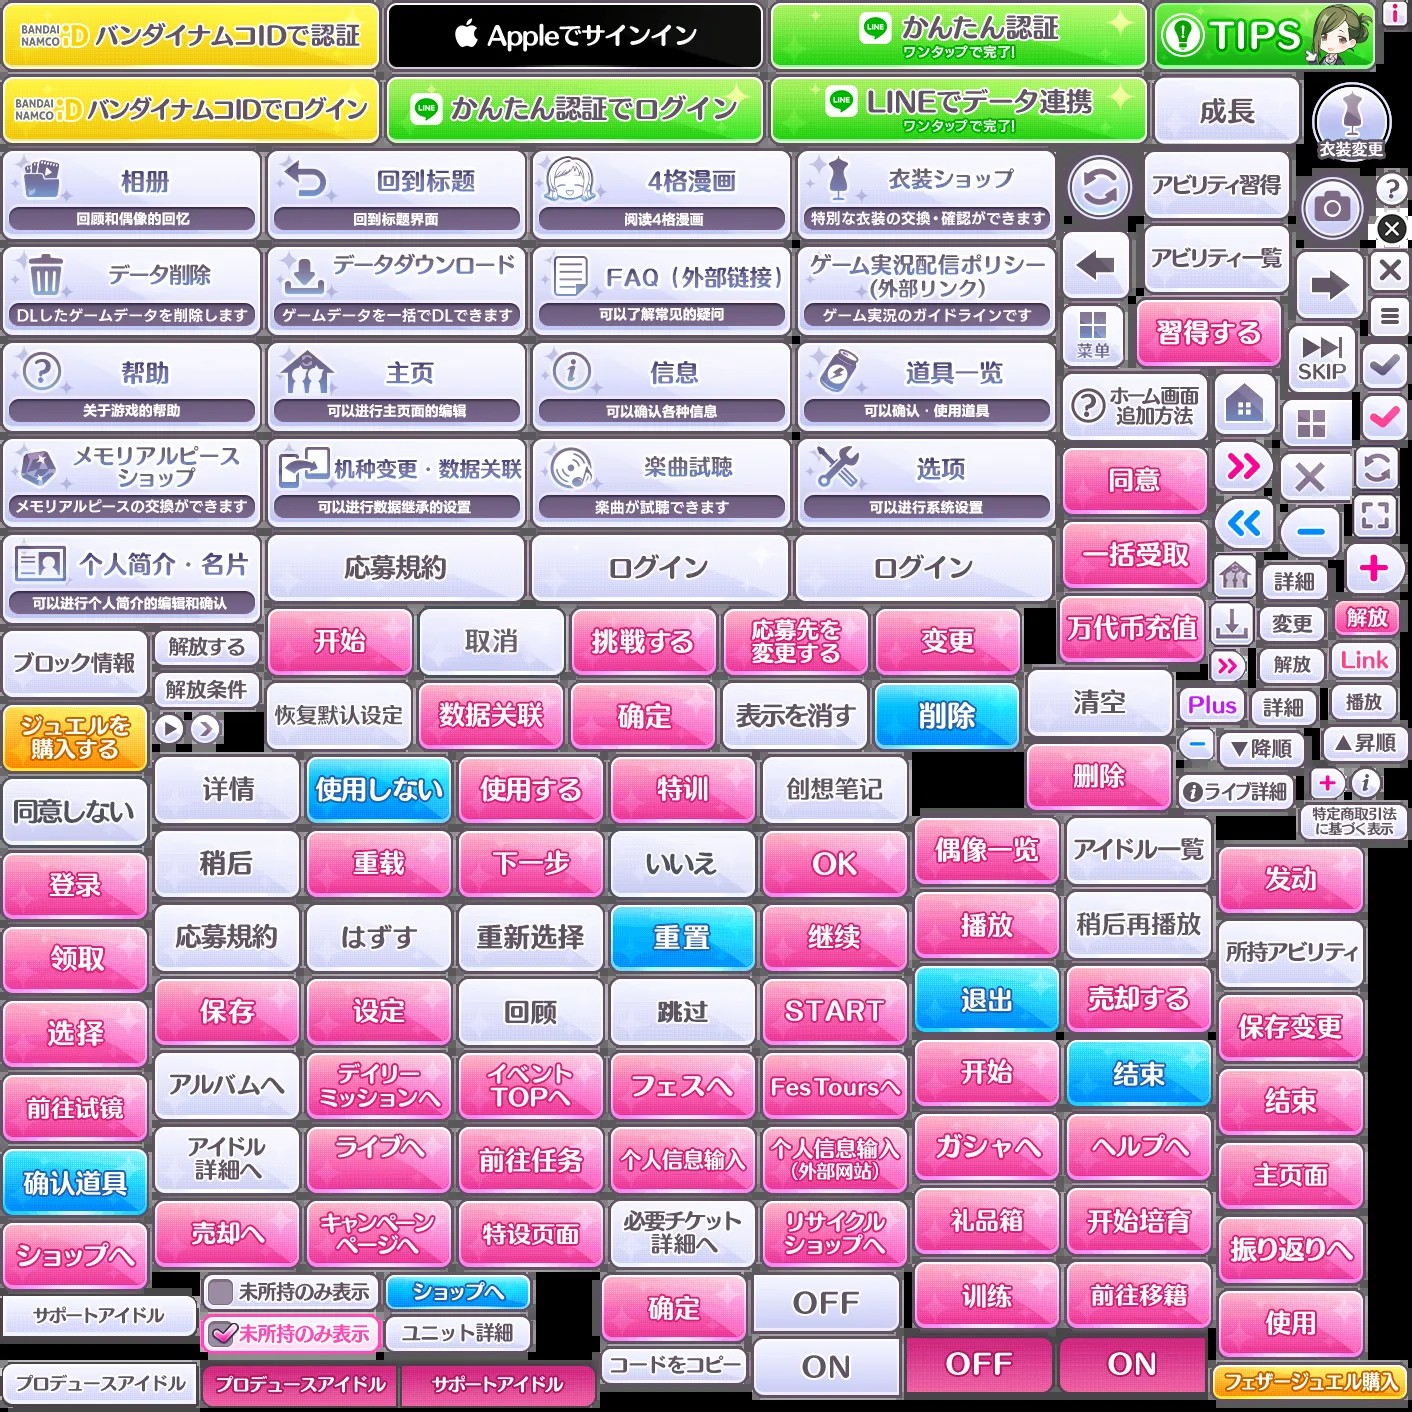 BANDAI NAMCO iD バンダイナムコIDで認証
Appleでサインイン
LINE かんたん認証
ワンタップで完了!
TIPS
BANDAI NAMCO iD バンダイナムコIDでログイン
LINE かんたん認証でログイン
LINE LINEでデータ連携
ワンタップで完了!
成長
衣装変更
相册
回顾和偶像的回忆
回到标题
回到标题界面
4格漫画
阅读4格漫画
衣装ショップ
特別な衣装の交換・確認ができます
アビリティ習得
データ削除
DLしたゲームデータを削除します
データダウンロード
ゲームデータを一括でDLできます
FAQ（外部链接）
可以了解常见的疑问
ゲーム実況配信ポリシー
(外部リンク)
ゲーム実況のガイドラインです
アビリティ一覧
菜单
習得する
SKIP
帮助
关于游戏的帮助
主页
可以进行主页面的编辑
信息
可以确认各种信息
道具一览
可以确认・使用道具
ホーム画面
追加方法
メモリアルピース
ショップ
メモリアルピースの交換ができます
机种变更・数据关联
可以进行数据继承的设置
楽曲試聴
楽曲が試聴できます
选项
可以进行系统设置
同意
个人简介・名片
可以进行个人简介的编辑和确认
応募規約
ログイン
ログイン
一括受取
詳細
ブロック情報
解放する
解放条件
开始
取消
挑戦する
応募先を
変更する
变更
万代币充值
変更
解放
解放
Link
ジュエルを
購入する
恢复默认设定
数据关联
确定
表示を消す
削除
清空
Plus
詳細
播放
▼降順
▲昇順
同意しない
详情
使用しない
使用する
特训
创想笔记
删除
ライブ詳細
特定商取引法
に基づく表示
登录
稍后
重载
下一步
いいえ
OK
偶像一览
アイドル一覧
发动
领取
応募規約
はずす
重新选择
重置
继续
播放
稍后再播放
所持アビリティ
选择
保存
设定
回顾
跳过
START
退出
売却する
保存变更
前往试镜
アルバムへ
デイリー
ミッションへ
イベント
TOPへ
フェスへ
Fes Toursへ
开始
结束
结束
确认道具
アイドル
詳細へ
ライブへ
前往任务
个人信息输入
个人信息输入
（外部网站）
ガシャへ
ヘルプへ
主页面
ショップへ
売却へ
キャンペーン
ページへ
特设页面
必要チケット
詳細へ
リサイクル
ショップへ
礼品箱
开始培育
振り返りへ
サポートアイドル
未所持のみ表示
ショップへ
未所持のみ表示
ユニット詳細
确定
OFF
训练
前往移籍
使用
プロデュースアイドル
プロデュースアイドル
サポートアイドル
コードをコピー
ON
OFF
ON
フェザージュエル購入